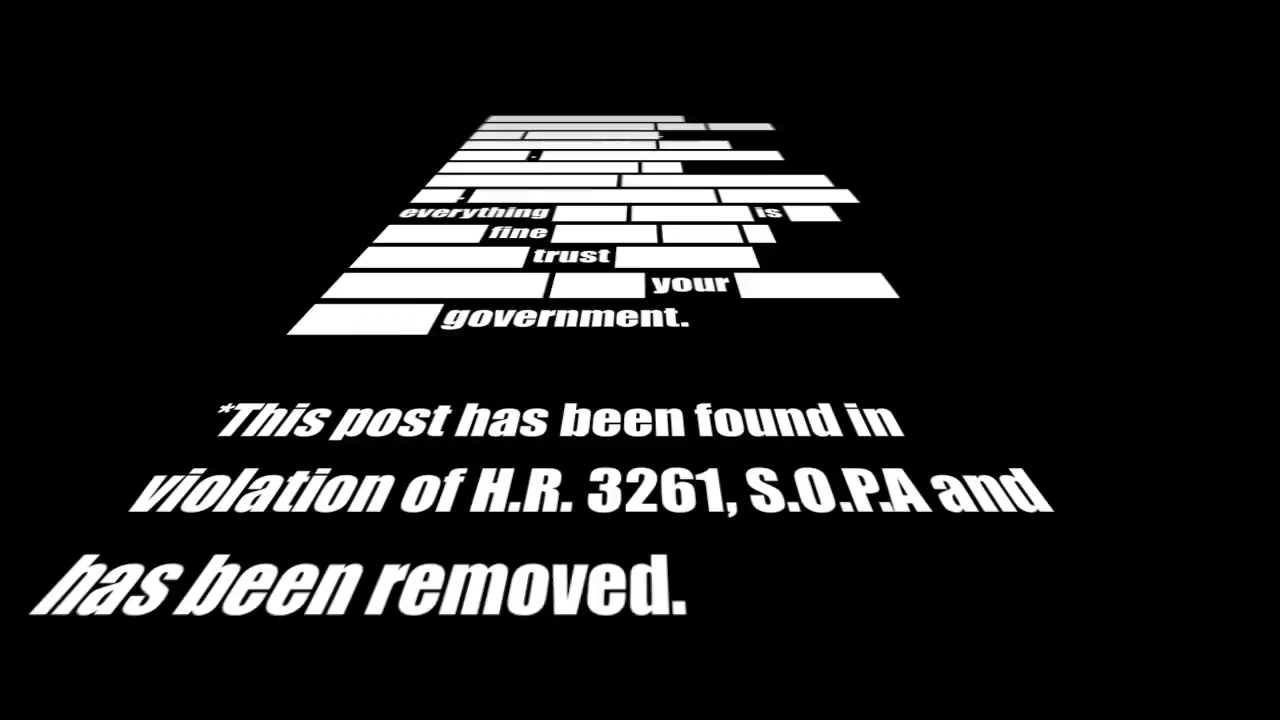 everything is
fine
trust
your
government.
*This post has been found in
violation of H.R. 3261, S.O.P.A and
has been removed.